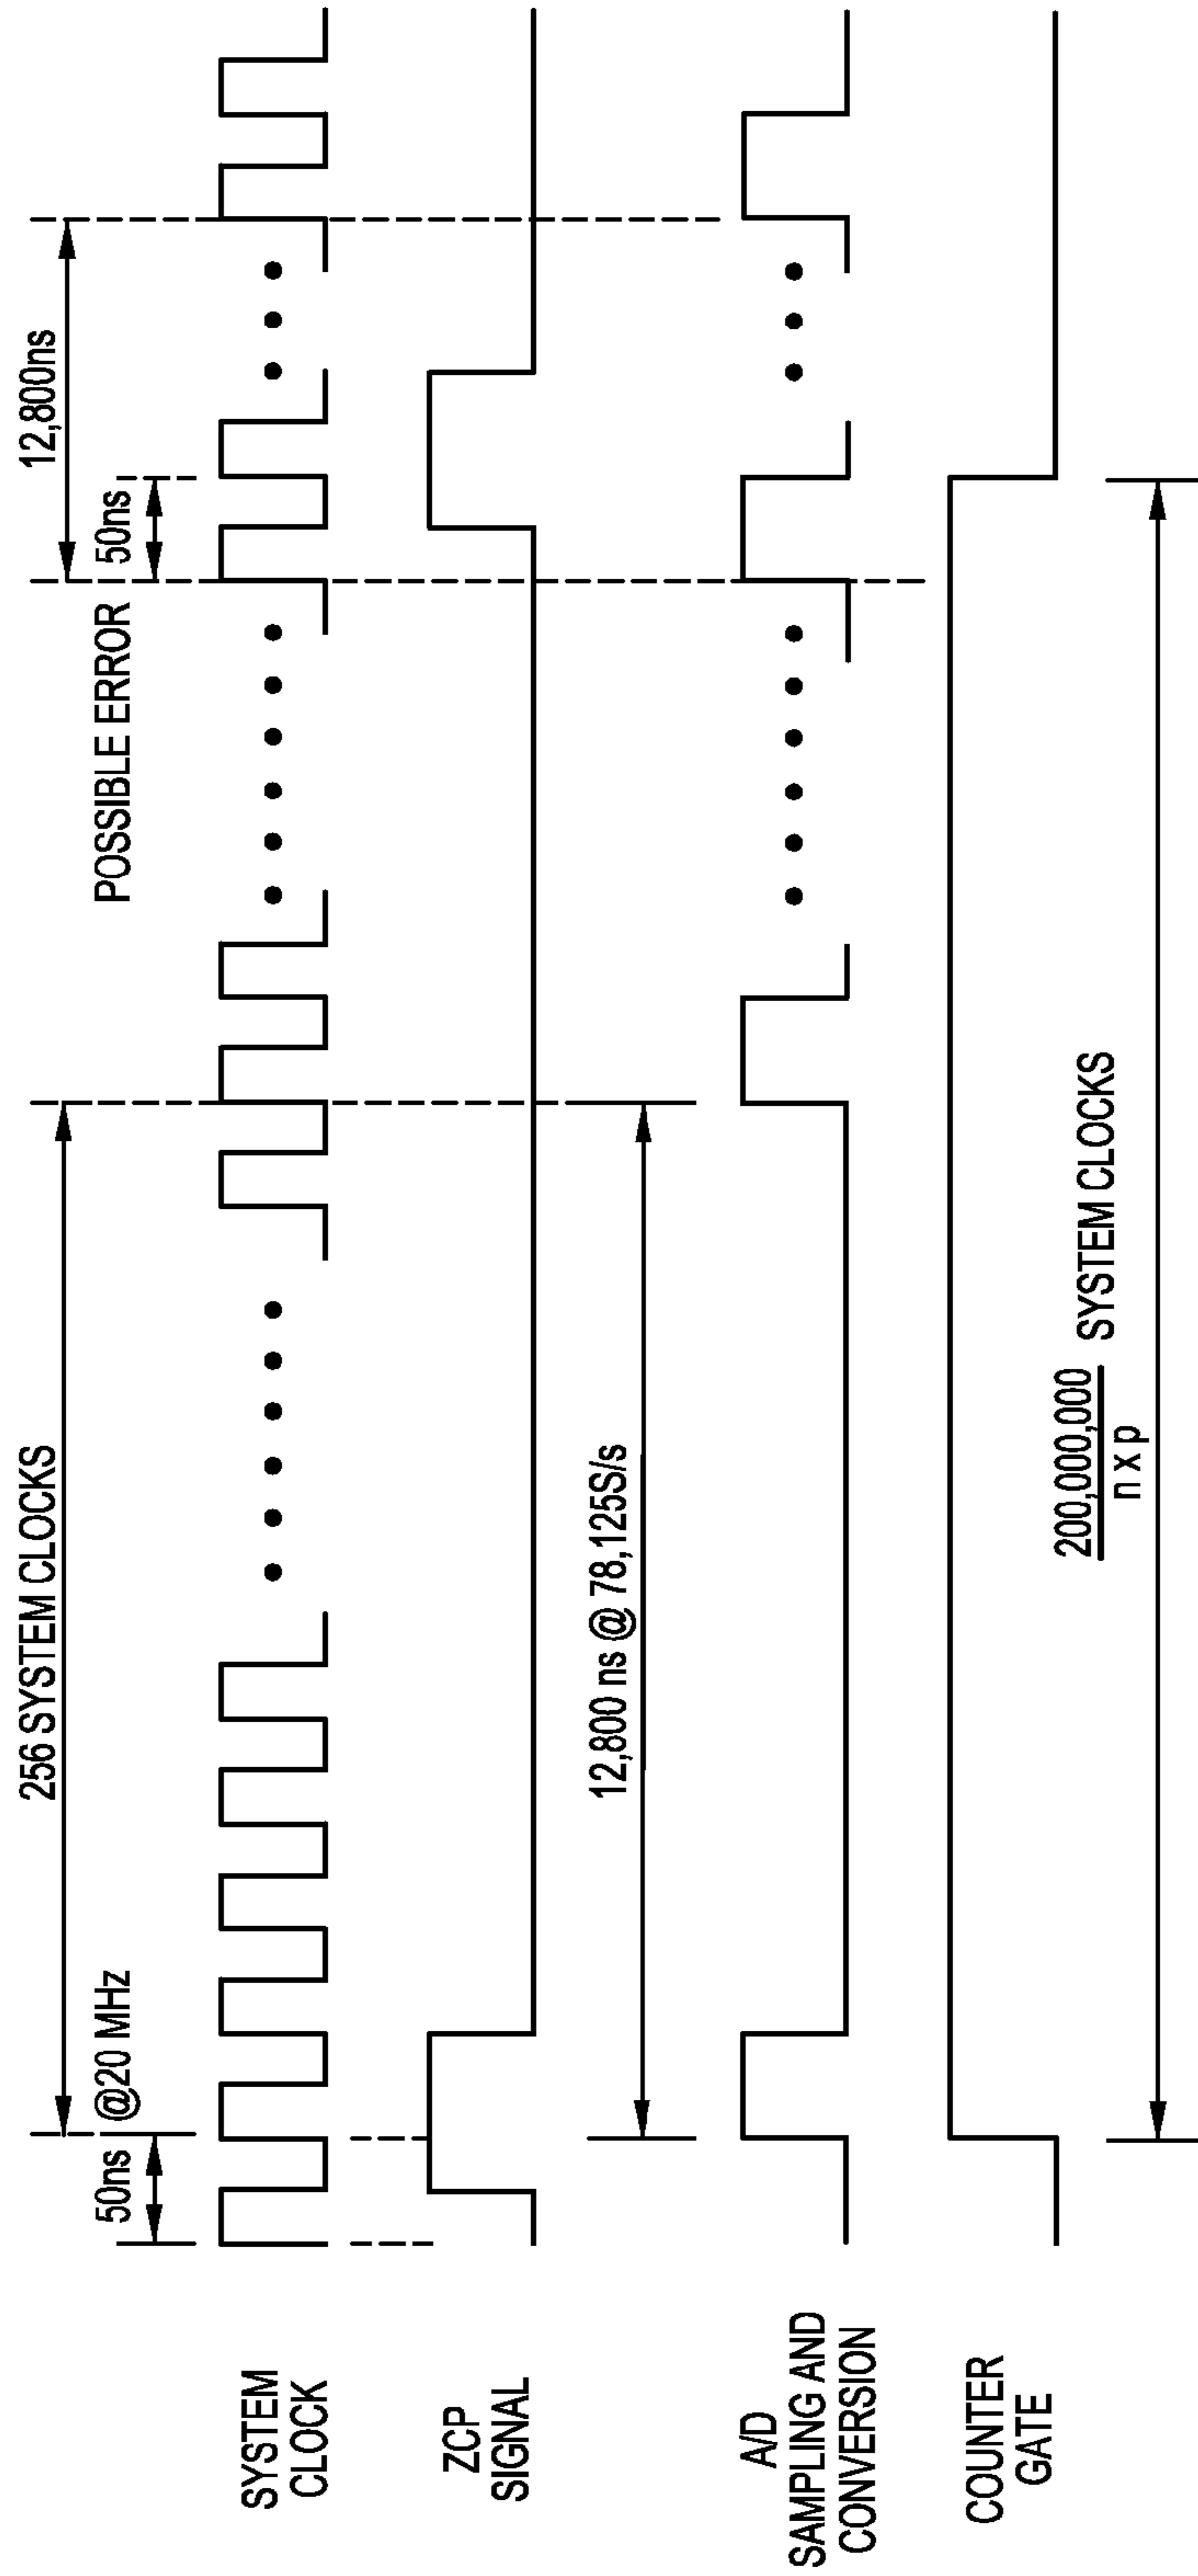 256 SYSTEM CLOCKS
12,800ns
50ns @20 MHz
POSSIBLE ERROR
50ns
SYSTEM
CLOCK
ZCP
SIGNAL
12,800 ns @ 78,125S/s
A/D
SAMPLING AND
CONVERSION
COUNTER
GATE
200,000,000
n x p
SYSTEM CLOCKS